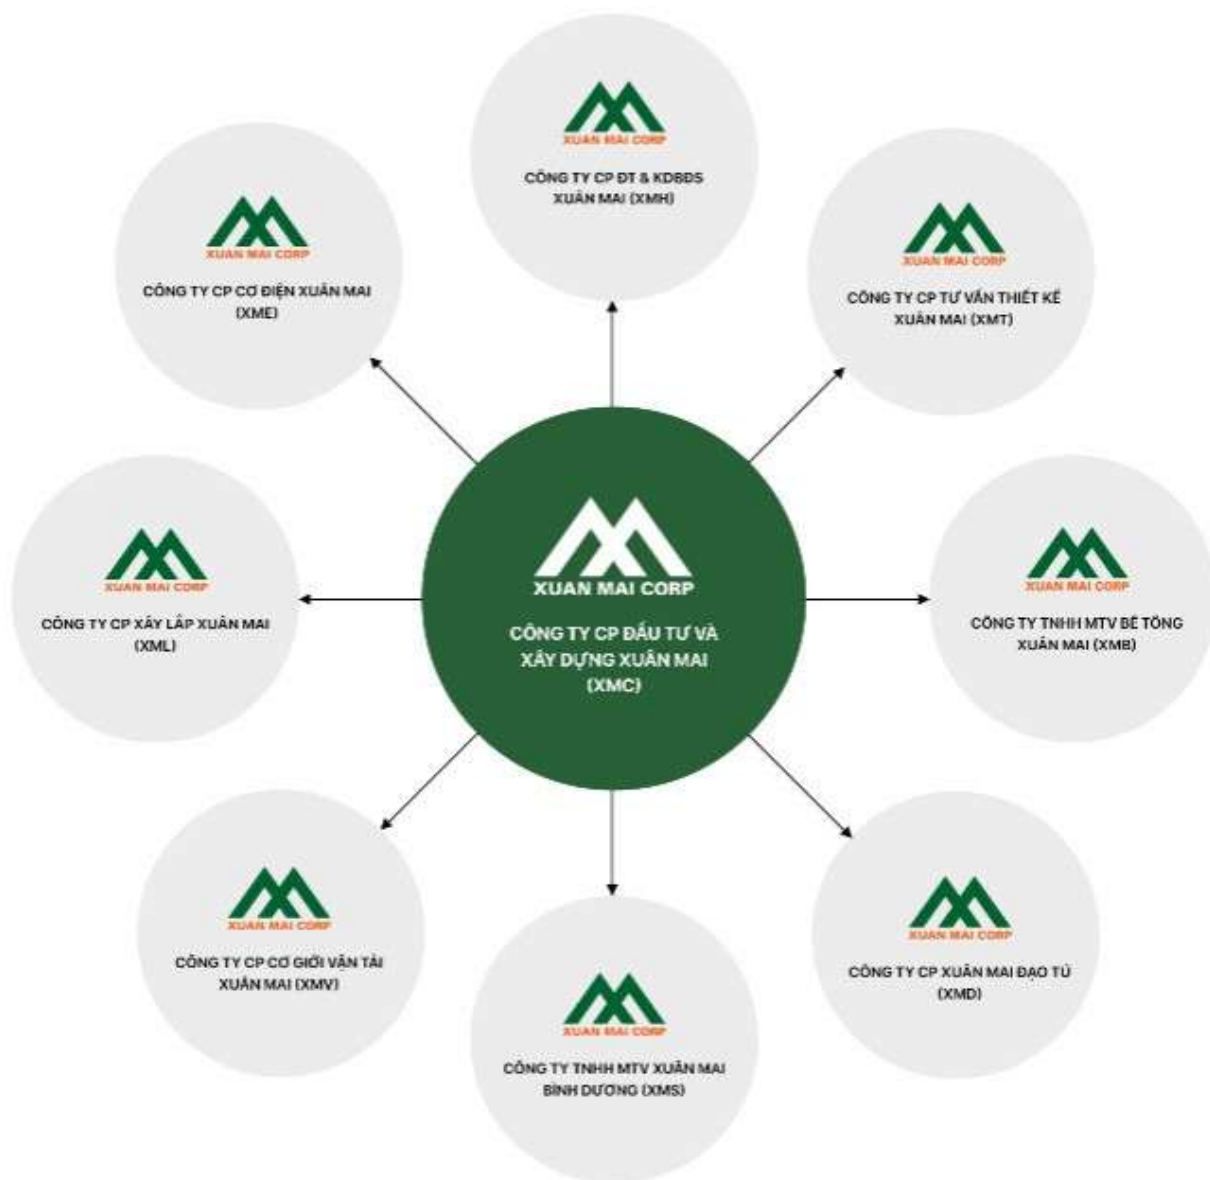 XUAN MAI CORP
CÔNG TY CP ĐT & KDBĐS
XUÂN MAI (XMH)
XUAN MAI CORP
CÔNG TY CP CƠ ĐIỆN XUÂN MAI
(XME)
XUAN MAI CORP
CÔNG TY CP TƯ VẤN THIẾT KẾ
XUÂN MAI (XMT)
XUAN MAI CORP
CÔNG TY CP XÂY LẮP XUÂN MAI
(XML)
XUAN MAI CORP
CÔNG TY CP ĐẦU TƯ VÀ
XÂY DỰNG XUÂN MAI
(XMC)
XUAN MAI CORP
CÔNG TY TNHH MTV BÊ TÔNG
XUÂN MAI (XMB)
XUAN MAI CORP
CÔNG TY CP CƠ GIỚI VẬN TẢI
XUÂN MAI (XMV)
XUAN MAI CORP
CÔNG TY CP XUÂN MAI ĐẠO TÚ
(XMD)
XUAN MAI CORP
CÔNG TY TNHH MTV XUÂN MAI
BÌNH DƯƠNG (XMS)